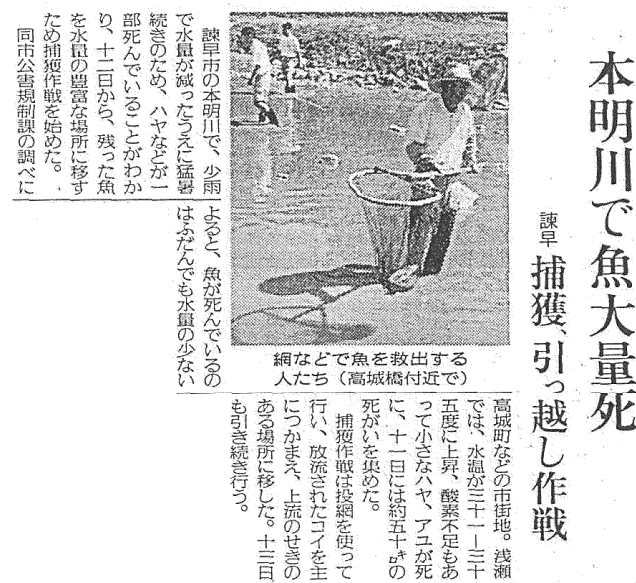 本明川で魚大量死
諫早
捕獲、引っ越し作戦
諫早市の本明川で、少雨
で水量が減ったうえに猛暑
続きのため、ハヤなどが一
部死んでいることがわか
り、十二日から、残った魚
を水量の豊富な場所に移す
ため捕獲作戦を始めた。
同市公害規制課の調べに
よると、魚が死んでいるの
はふだんでも水量の少ない
高城町などの市街地。浅瀬
では、水温が三十一―三十
五度に上昇、酸素不足もあ
って小さなハヤ、アユが死
に、十一日には約五十㌔の
死がいを集めた。
捕獲作戦は投網を使って
行い、放流されたコイを主
につかまえ、上流のせきの
ある場所に移した。十三日
も引き続き行う。
網などで魚を救出する
人たち（高城橋付近で）